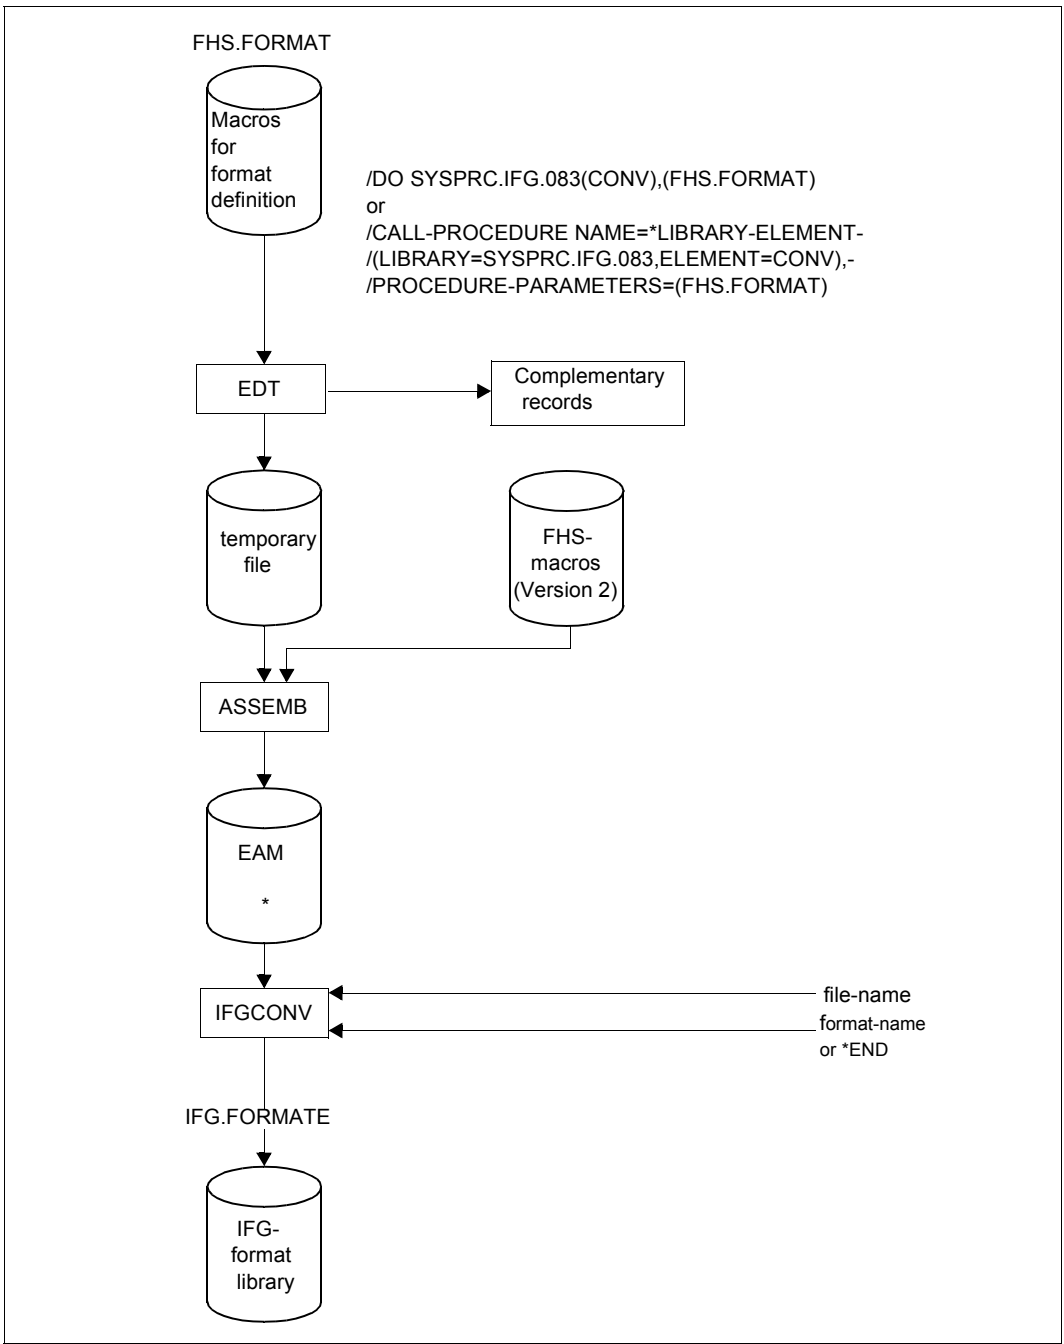 FHS.FORMAT
Macros
for
format
definition
/DO SYSPRC.IFG.083(CONV),(FHS.FORMAT)
or
/CALL-PROCEDURE NAME=*LIBRARY-ELEMENT-
/(LIBRARY=SYSPRC.IFG.083,ELEMENT=CONV),-
/PROCEDURE-PARAMETERS=(FHS.FORMAT)
EDT
Complementary
records
temporary
file
FHS-
macros
(Version 2)
ASSEMB
EAM
*
IFGCONV
file-name
format-name
or *END
IFG.FORMATE
IFG-
format
library